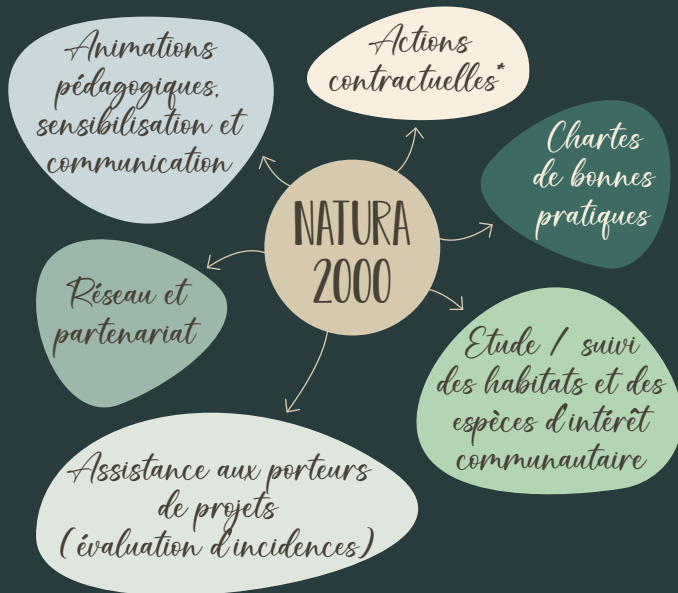 Animations
pédagogiques,
sensibilisation et
communication
Actions
contractuelles*
Chartes
de bonnes
pratiques
NATURA
2000
Réseau et
partenariat
Etude / suivi
des habitats et des
espèces d'intérêt
communautaire
Assistance aux porteurs
de projets
(évaluation d'incidences)